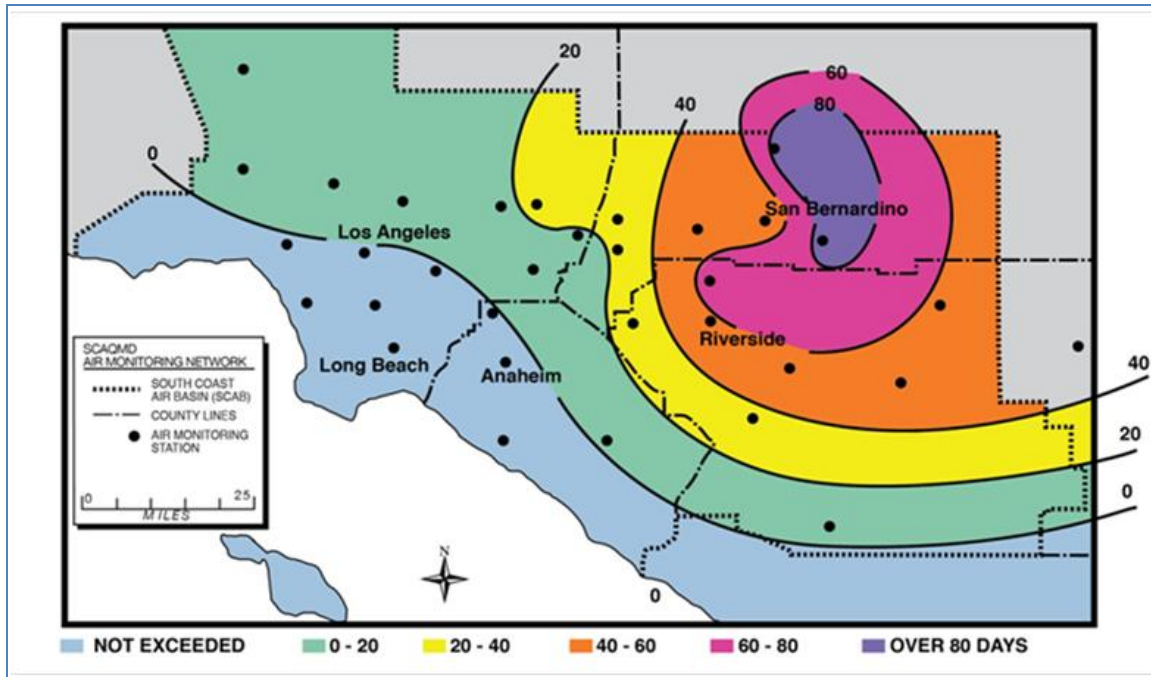 20
60
40
80
0
San Bernardino
Los Angeles
Riverside
SCAQMD
AIR MONITORING NETWORK
SOUTH COAST
AIR BASIN (SCAB)
COUNTY LINES
AIR MONITORING
STATION
0 25
MILES
Long Beach
Anaheim
40
20
0
N
0
NOT EXCEEDED 0 - 20 20 - 40 40 - 60 60 - 80 OVER 80 DAYS